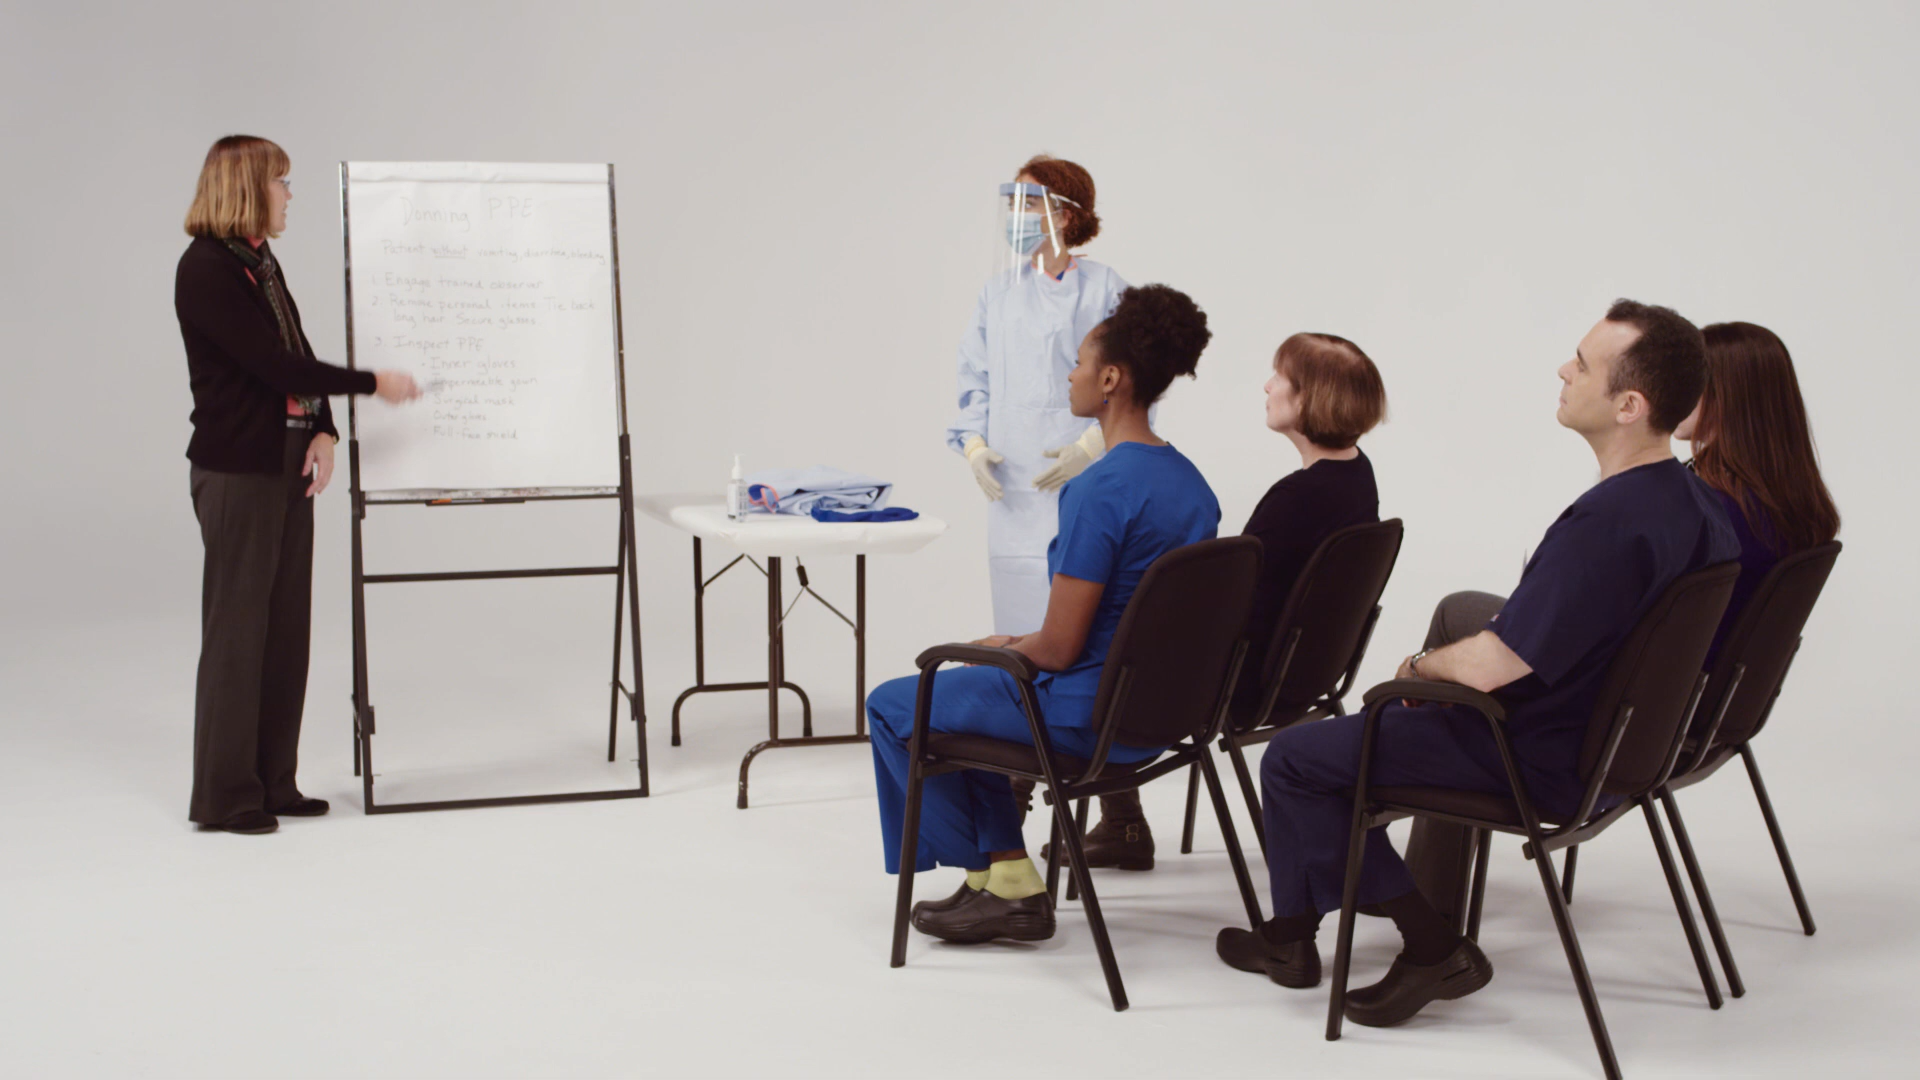 Donning PPE
Patient without vomiting, diarrhea, bleeding
1. Engage trained observer
2. Remove personal items. Tie back
long hair. Secure glasses.
3. Inspect PPE
- Inner gloves
- Impermeable gown
- Surgical mask
- Outer gloves
- Full face shield